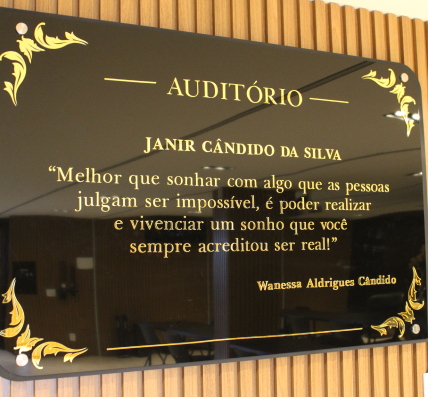 AUDITÓRIO
JANIR CÂNDIDO DA SILVA
“Melhor que sonhar com algo que as pessoas
julgam ser impossível, é poder realizar
e vivenciar um sonho que você
sempre acreditou ser real!”
Wanessa Aldrigues Cândido